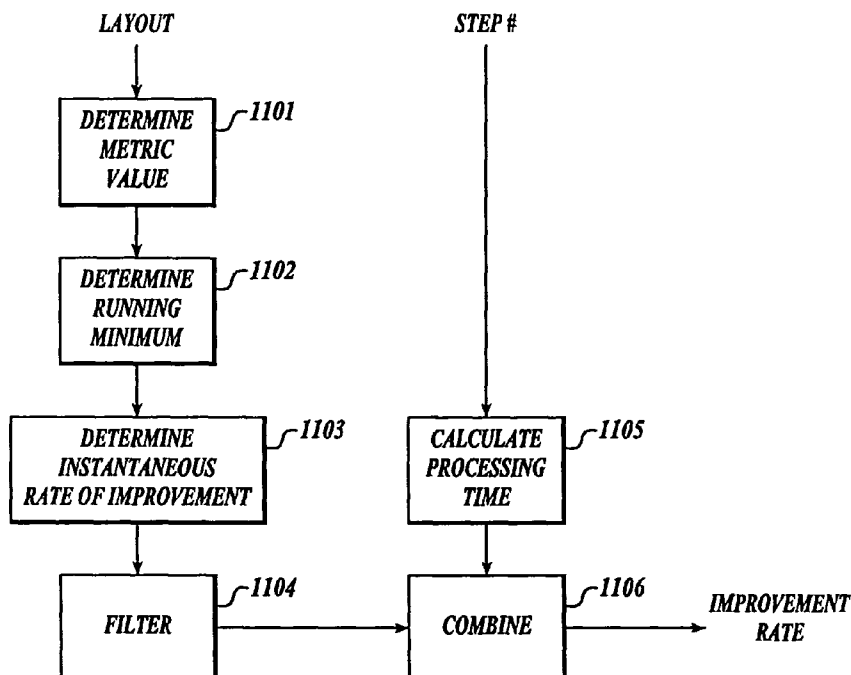 LAYOUT
STEP #
DETERMINE
METRIC
VALUE
1101
DETERMINE
RUNNING
MINIMUM
1102
DETERMINE
INSTANTANEOUS
RATE OF IMPROVEMENT
1103
CALCULATE
PROCESSING
TIME
1105
FILTER
1104
COMBINE
1106
IMPROVEMENT
RATE